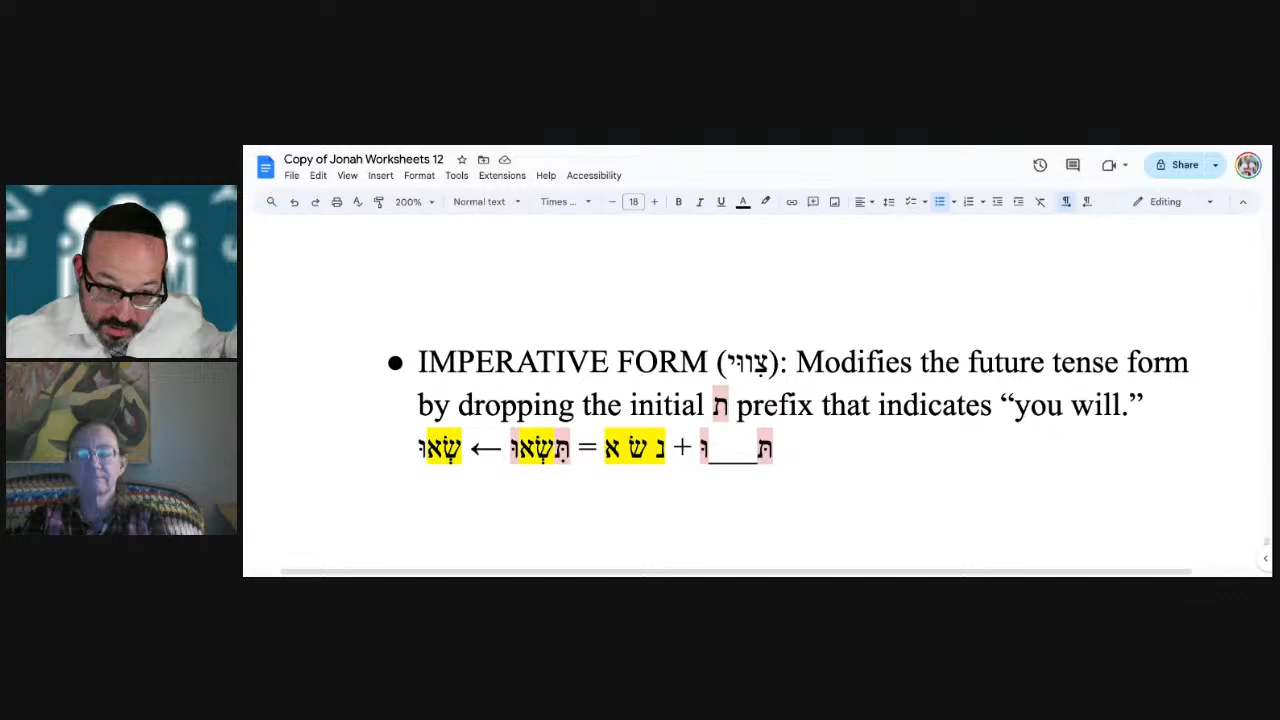 Copy of Jonah Worksheets 12
File Edit View Insert Format Tools Extensions Help Accessibility
Share
200% Normal text Times ... 18 B I U A Editing
● IMPERATIVE FORM (צִוּוּי): Modifies the future tense form
by dropping the initial ת prefix that indicates “you will.”
תּ____וּ + נ שׂ א = תִּשְׂאוּ ← שְׂאוּ